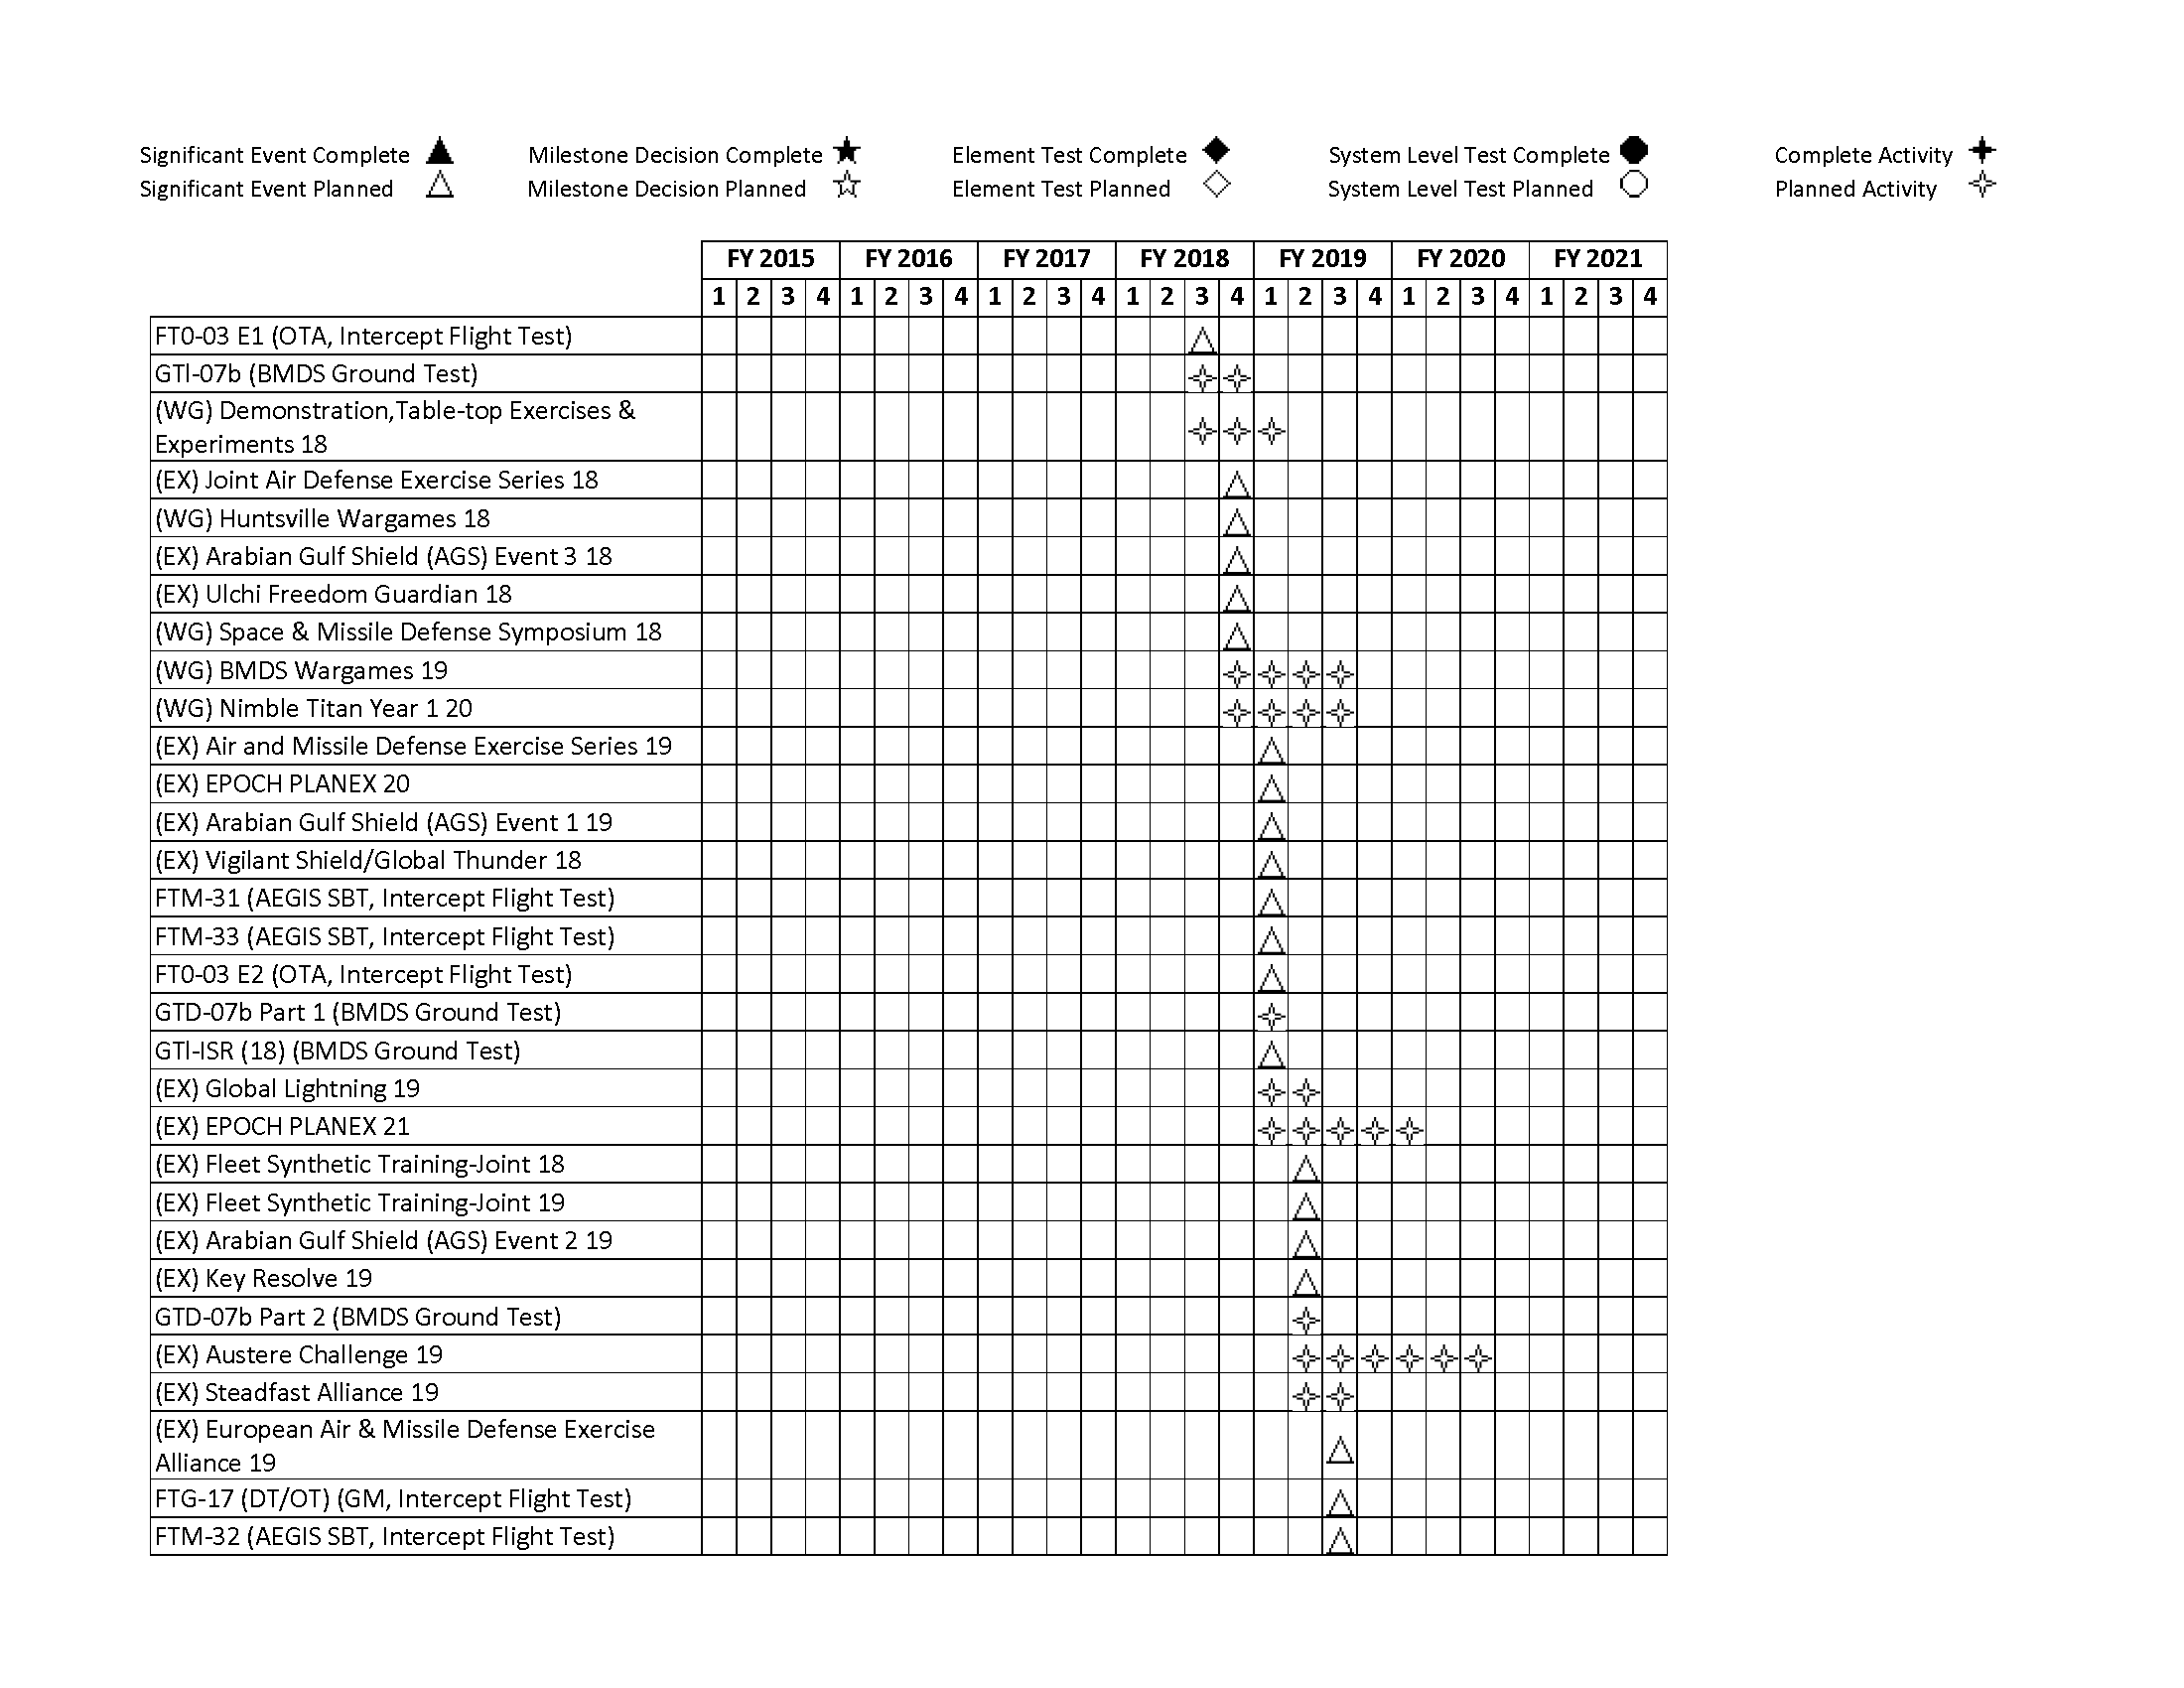 Significant Event Complete Milestone Decision Complete Element Test Complete System Level Test Complete Complete Activity
Significant Event Planned Milestone Decision Planned Element Test Planned System Level Test Planned Planned Activity
FY 2015 FY 2016 FY 2017 FY 2018 FY 2019 FY 2020 FY 2021
1 2 3 4 1 2 3 4 1 2 3 4 1 2 3 4 1 2 3 4 1 2 3 4 1 2 3 4
FT0-03 E1 (OTA, Intercept Flight Test)
GTl-07b (BMDS Ground Test)
(WG) Demonstration,Table-top Exercises &
Experiments 18
(EX) Joint Air Defense Exercise Series 18
(WG) Huntsville Wargames 18
(EX) Arabian Gulf Shield (AGS) Event 3 18
(EX) Ulchi Freedom Guardian 18
(WG) Space & Missile Defense Symposium 18
(WG) BMDS Wargames 19
(WG) Nimble Titan Year 1 20
(EX) Air and Missile Defense Exercise Series 19
(EX) EPOCH PLANEX 20
(EX) Arabian Gulf Shield (AGS) Event 1 19
(EX) Vigilant Shield/Global Thunder 18
FTM-31 (AEGIS SBT, Intercept Flight Test)
FTM-33 (AEGIS SBT, Intercept Flight Test)
FT0-03 E2 (OTA, Intercept Flight Test)
GTD-07b Part 1 (BMDS Ground Test)
GTl-ISR (18) (BMDS Ground Test)
(EX) Global Lightning 19
(EX) EPOCH PLANEX 21
(EX) Fleet Synthetic Training-Joint 18
(EX) Fleet Synthetic Training-Joint 19
(EX) Arabian Gulf Shield (AGS) Event 2 19
(EX) Key Resolve 19
GTD-07b Part 2 (BMDS Ground Test)
(EX) Austere Challenge 19
(EX) Steadfast Alliance 19
(EX) European Air & Missile Defense Exercise
Alliance 19
FTG-17 (DT/OT) (GM, Intercept Flight Test)
FTM-32 (AEGIS SBT, Intercept Flight Test)